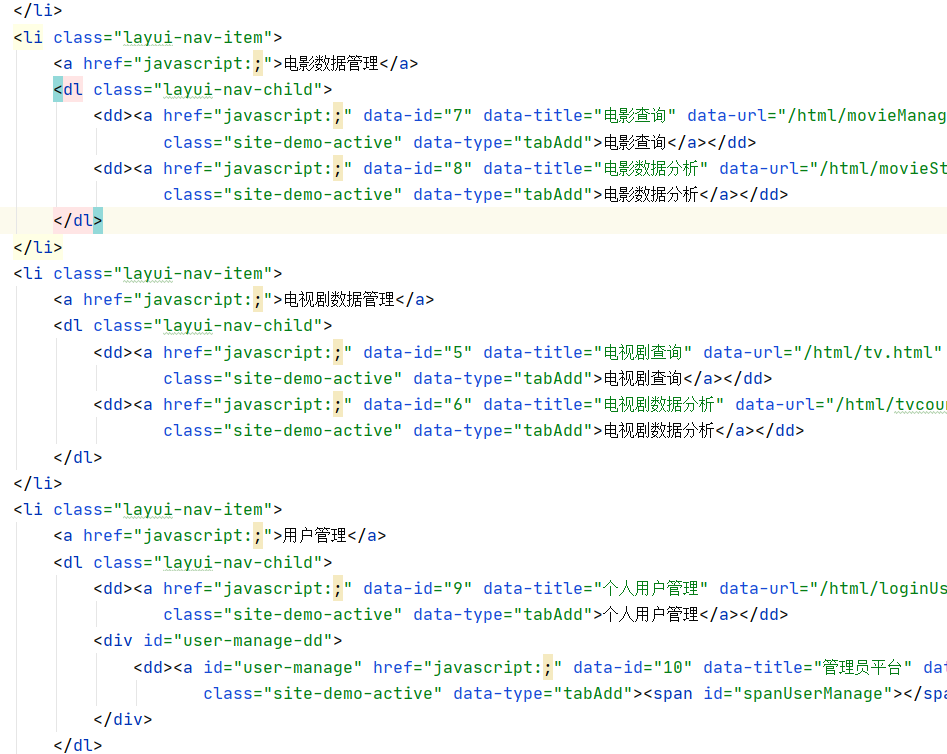 </li>
<li class="layui-nav-item">
<a href="javascript:;">电影数据管理</a>
<dl class="layui-nav-child">
<dd><a href="javascript:;" data-id="7" data-title="电影查询" data-url="/html/movieManag
class="site-demo-active" data-type="tabAdd">电影查询</a></dd>
<dd><a href="javascript:;" data-id="8" data-title="电影数据分析" data-url="/html/movieSt
class="site-demo-active" data-type="tabAdd">电影数据分析</a></dd>
</dl>
</li>
<li class="layui-nav-item">
<a href="javascript:;">电视剧数据管理</a>
<dl class="layui-nav-child">
<dd><a href="javascript:;" data-id="5" data-title="电视剧查询" data-url="/html/tv.html"
class="site-demo-active" data-type="tabAdd">电视剧查询</a></dd>
<dd><a href="javascript:;" data-id="6" data-title="电视剧数据分析" data-url="/html/tvcour
class="site-demo-active" data-type="tabAdd">电视剧数据分析</a></dd>
</dl>
</li>
<li class="layui-nav-item">
<a href="javascript:;">用户管理</a>
<dl class="layui-nav-child">
<dd><a href="javascript:;" data-id="9" data-title="个人用户管理" data-url="/html/loginUs
class="site-demo-active" data-type="tabAdd">个人用户管理</a></dd>
<div id="user-manage-dd">
<dd><a id="user-manage" href="javascript:;" data-id="10" data-title="管理员平台" dat
class="site-demo-active" data-type="tabAdd"><span id="spanUserManage"></spa
</div>
</dl>